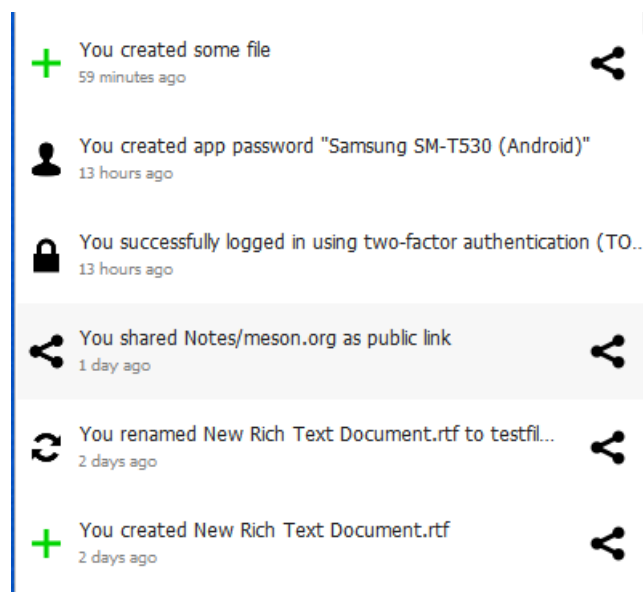 You created some file
59 minutes ago
You created app password "Samsung SM-T530 (Android)"
13 hours ago
You successfully logged in using two-factor authentication (TO...
13 hours ago
You shared Notes/meson.org as public link
1 day ago
You renamed New Rich Text Document.rtf to testfil...
2 days ago
You created New Rich Text Document.rtf
2 days ago